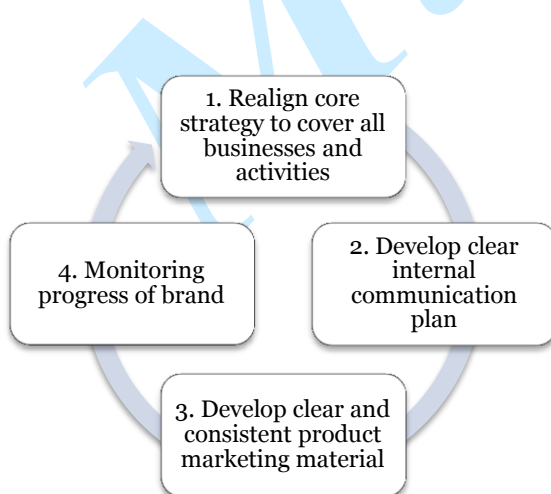 1. Realign core
strategy to cover all
businesses and
activities
2. Develop clear
internal
communication
plan
3. Develop clear and
consistent product
marketing material
4. Monitoring
progress of brand